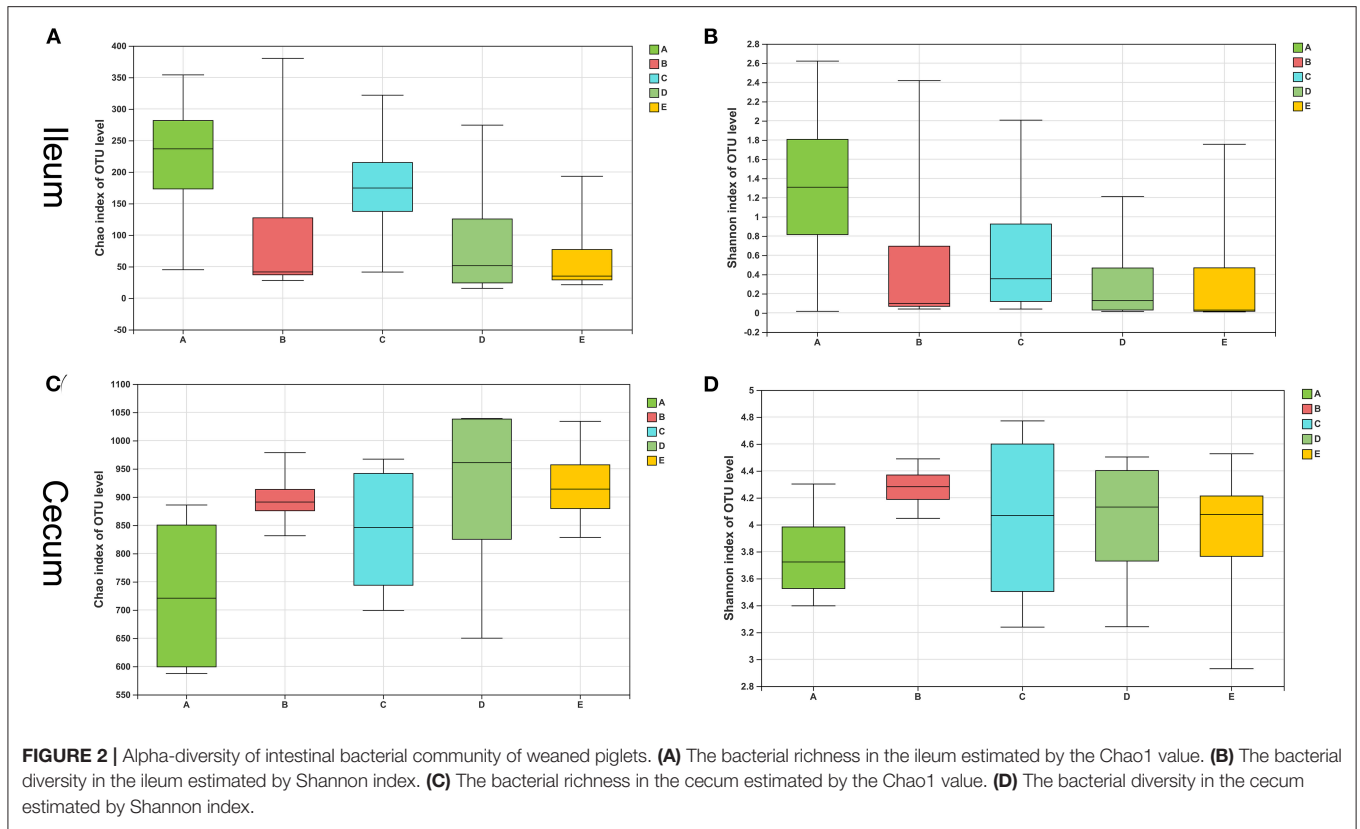 A
Ileum
Chao index of OTU level
400
350
300
250
200
150
100
50
0
-50
A B C D E
A
B
C
D
E
B
Shannon index of OTU level
2.8
2.6
2.4
2.2
2
1.8
1.6
1.4
1.2
1
0.8
0.6
0.4
0.2
0
-0.2
A B C D E
A
B
C
D
E
C
Cecum
Chao index of OTU level
1100
1050
1000
950
900
850
800
750
700
650
600
550
A B C D E
A
B
C
D
E
D
Shannon index of OTU level
5
4.8
4.6
4.4
4.2
4
3.8
3.6
3.4
3.2
3
2.8
A B C D E
A
B
C
D
E
FIGURE 2 | Alpha-diversity of intestinal bacterial community of weaned piglets. (A) The bacterial richness in the ileum estimated by the Chao1 value. (B) The bacterial
diversity in the ileum estimated by Shannon index. (C) The bacterial richness in the cecum estimated by the Chao1 value. (D) The bacterial diversity in the cecum
estimated by Shannon index.